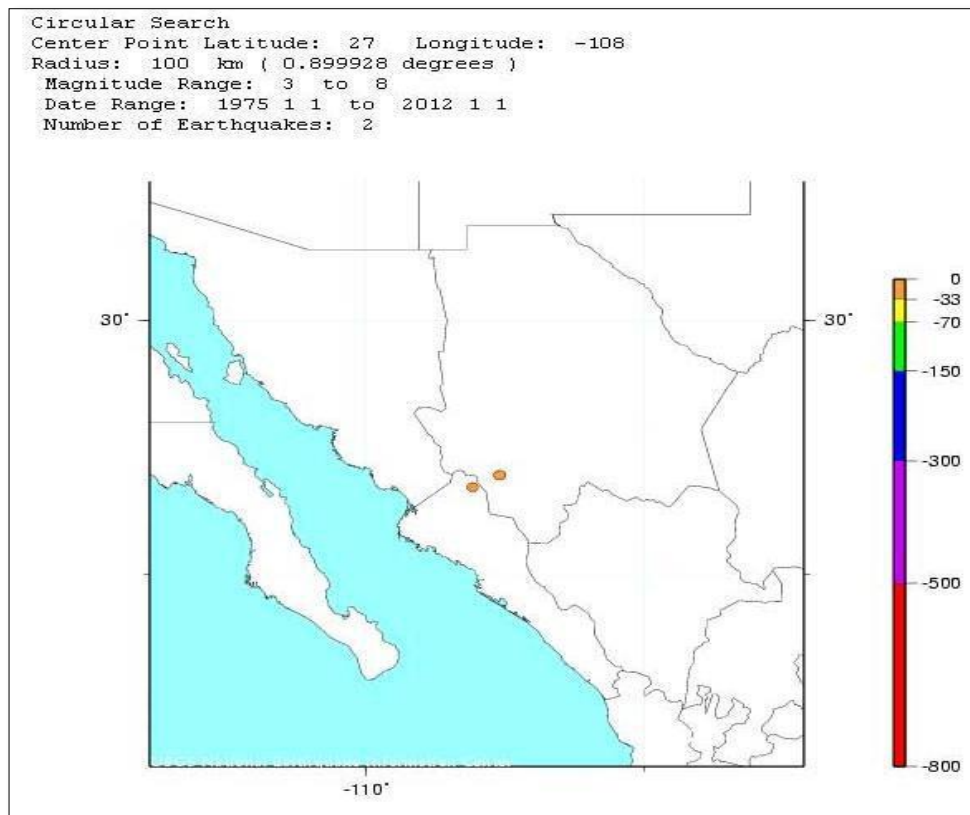 Circular Search
Center Point Latitude: 27 Longitude: -108
Radius: 100 km ( 0.899928 degrees )
Magnitude Range: 3 to 8
Date Range: 1975 1 1 to 2012 1 1
Number of Earthquakes: 2
0
-33
30° 30°
-70
-150
-300
-500
-800
-110°